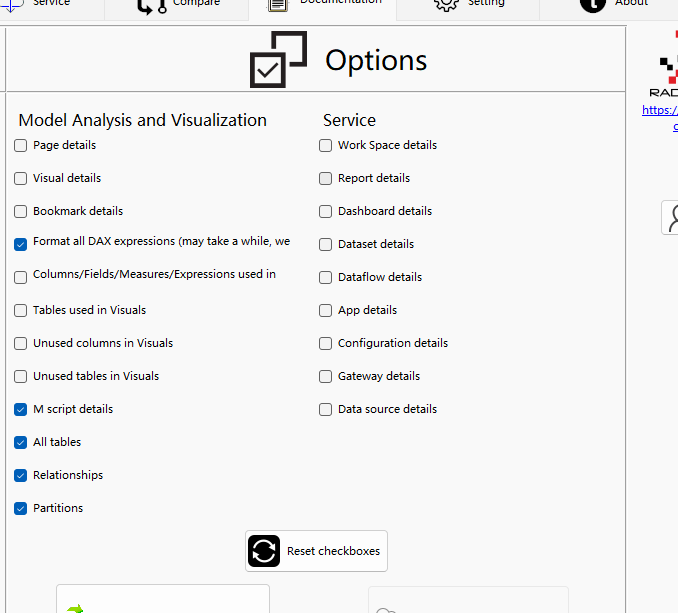 Service
Compare
Documentation
Setting
About
Options
Model Analysis and Visualization
Page details
Visual details
Bookmark details
Format all DAX expressions (may take a while, we
Columns/Fields/Measures/Expressions used in
Tables used in Visuals
Unused columns in Visuals
Unused tables in Visuals
M script details
All tables
Relationships
Partitions
Service
Work Space details
Report details
Dashboard details
Dataset details
Dataflow details
App details
Configuration details
Gateway details
Data source details
Reset checkboxes
RAD
https:/